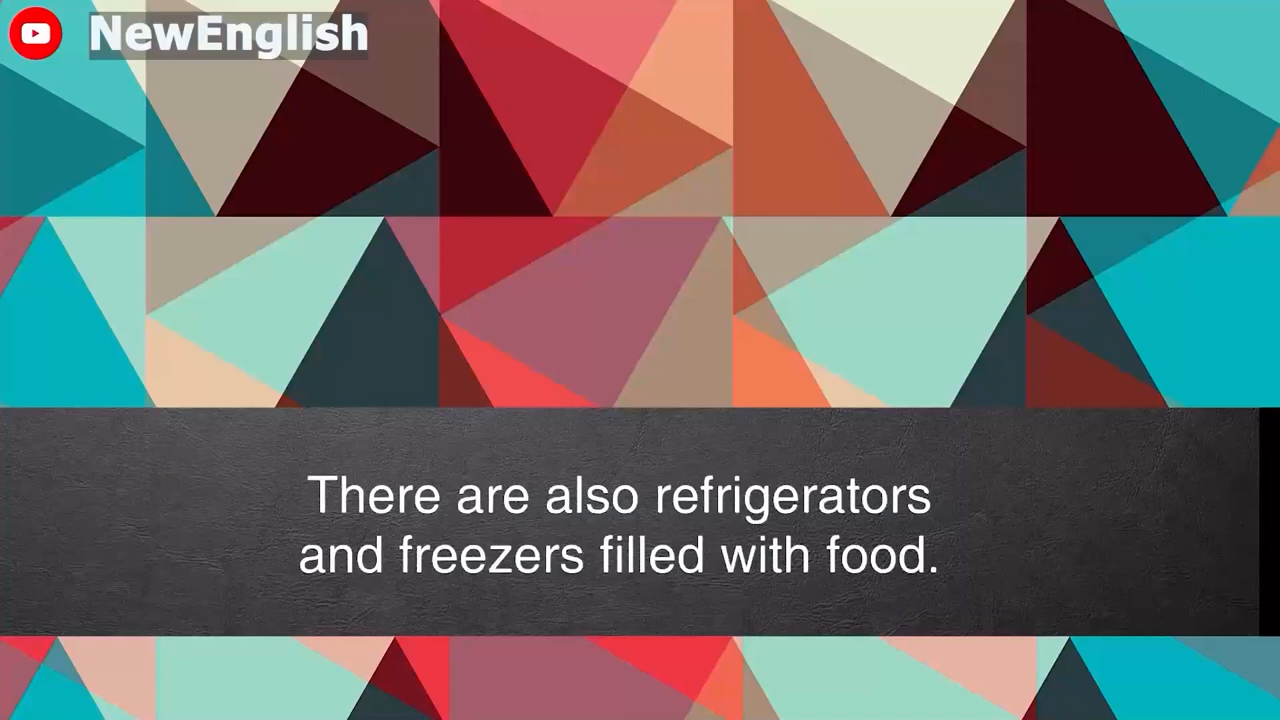 NewEnglish
There are also refrigerators
and freezers filled with food.